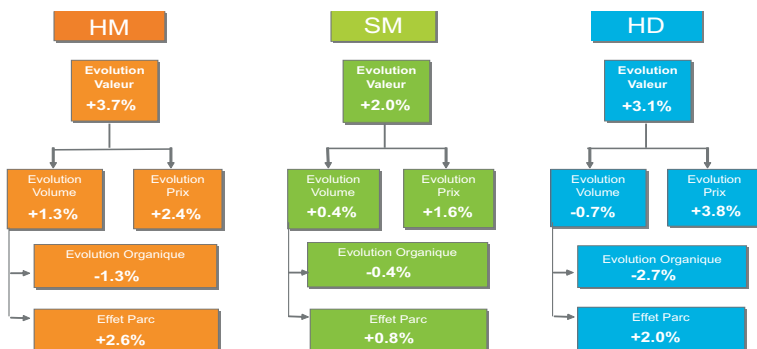 HM
Evolution
Valeur
+3.7%
Evolution
Volume
+1.3%
Evolution
Prix
+2.4%
Evolution Organique
-1.3%
Effet Parc
+2.6%
SM
Evolution
Valeur
+2.0%
Evolution
Volume
+0.4%
Evolution
Prix
+1.6%
Evolution Organique
-0.4%
Effet Parc
+0.8%
HD
Evolution
Valeur
+3.1%
Evolution
Volume
-0.7%
Evolution
Prix
+3.8%
Evolution Organique
-2.7%
Effet Parc
+2.0%